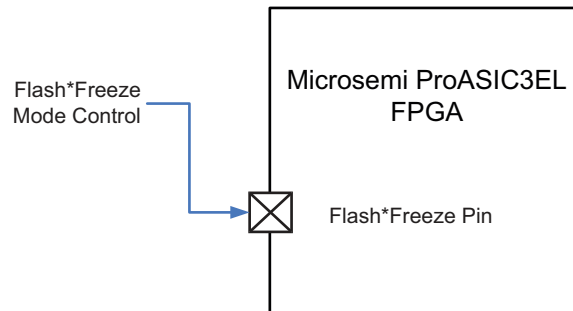 Flash*Freeze
Mode Control
Microsemi ProASIC3EL
FPGA
Flash*Freeze Pin